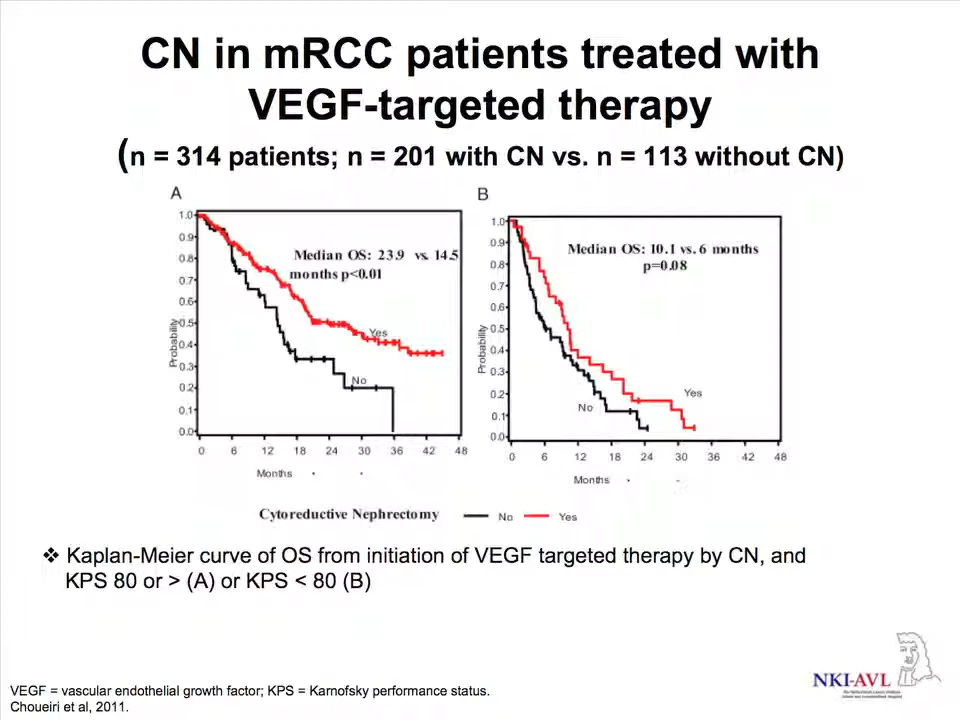 CN in mRCC patients treated with
VEGF-targeted therapy
(n = 314 patients; n = 201 with CN vs. n = 113 without CN)
A
B
Median OS: 23.9 vs. 14.5
months p<0.01
Probability
1.0
0.9
0.8
0.7
0.6
0.5
0.4
0.3
0.2
0.1
0.0
Yes
No
0 6 12 18 24 30 36 42 48
Months
Median OS: 10.1 vs. 6 months
p=0.08
Probability
1.0
0.9
0.8
0.7
0.6
0.5
0.4
0.3
0.2
0.1
0.0
Yes
No
0 6 12 18 24 30 36 42 48
Months
Cytoreductive Nephrectomy No Yes
❖ Kaplan-Meier curve of OS from initiation of VEGF targeted therapy by CN, and
KPS 80 or > (A) or KPS < 80 (B)
NKI-AVL
VEGF = vascular endothelial growth factor; KPS = Karnofsky performance status.
Choueiri et al, 2011.